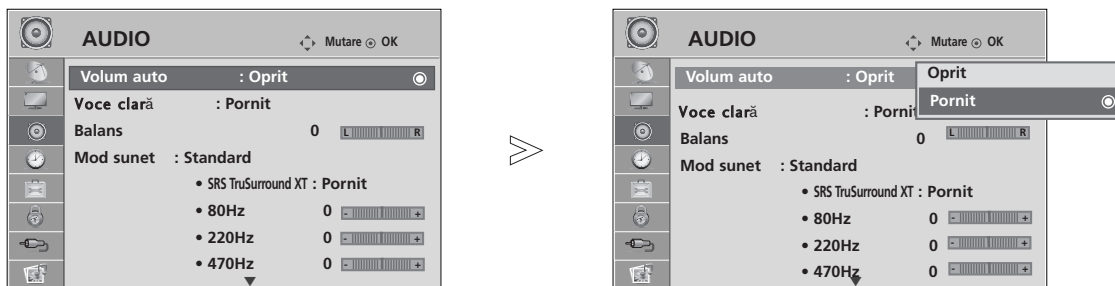 AUDIO Mutare OK
Volum auto : Oprit
Voce clară : Pornit
Balans 0 L R
Mod sunet : Standard
• SRS TruSurround XT : Pornit
• 80Hz 0 - +
• 220Hz 0 - +
• 470Hz 0 - +
>
AUDIO Mutare OK
Volum auto : Oprit
Oprit
Pornit
Voce clară : Pornit
Balans 0 L R
Mod sunet : Standard
• SRS TruSurround XT : Pornit
• 80Hz 0 - +
• 220Hz 0 - +
• 470Hz 0 - +